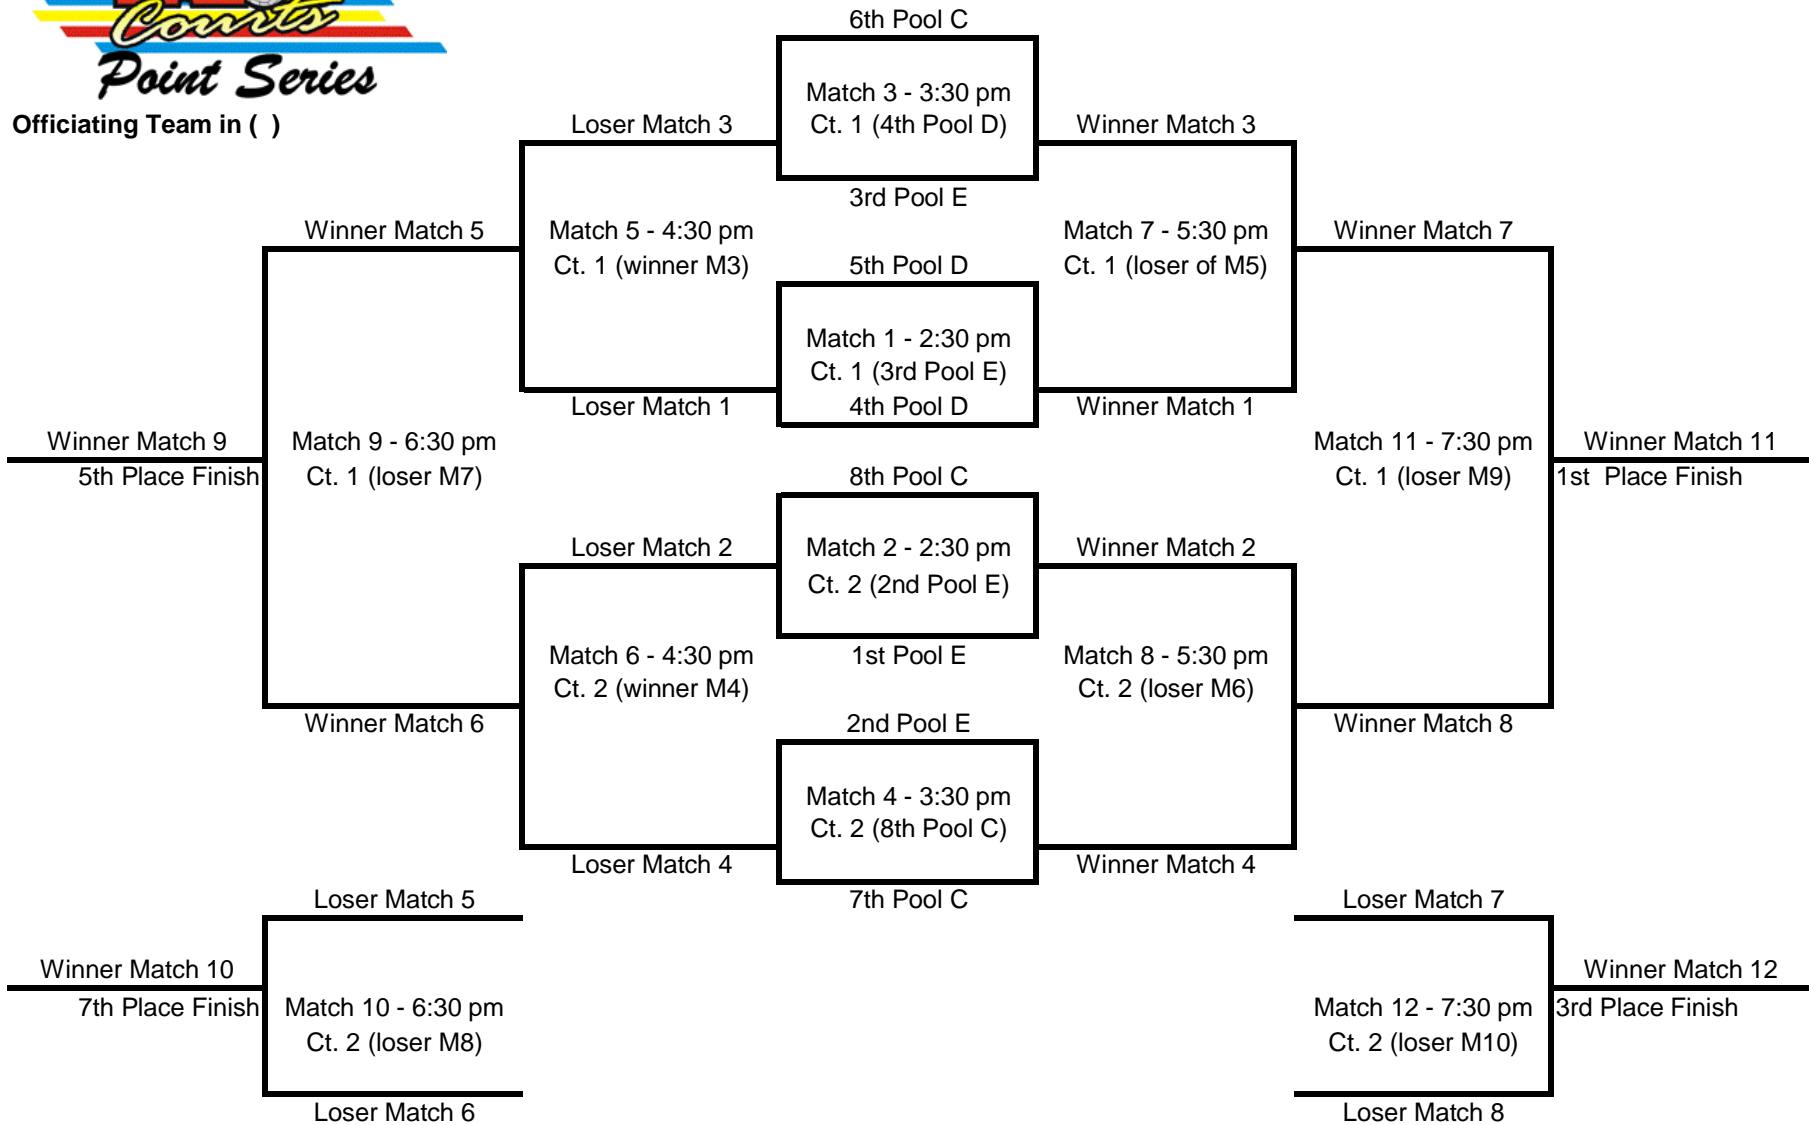 Courts
Point Series
Officiating Team in ( )
6th Pool C
Match 3 - 3:30 pm
Ct. 1 (4th Pool D)
Loser Match 3
Winner Match 3
3rd Pool E
Winner Match 5
Match 5 - 4:30 pm
Ct. 1 (winner M3)
Match 7 - 5:30 pm
Ct. 1 (loser of M5)
Winner Match 7
5th Pool D
Match 1 - 2:30 pm
Ct. 1 (3rd Pool E)
4th Pool D
Loser Match 1
Winner Match 1
Winner Match 9
5th Place Finish
Match 9 - 6:30 pm
Ct. 1 (loser M7)
Match 11 - 7:30 pm
Ct. 1 (loser M9)
Winner Match 11
1st  Place Finish
8th Pool C
Loser Match 2
Match 2 - 2:30 pm
Ct. 2 (2nd Pool E)
Winner Match 2
1st Pool E
Match 6 - 4:30 pm
Ct. 2 (winner M4)
Match 8 - 5:30 pm
Ct. 2 (loser M6)
Winner Match 6
2nd Pool E
Winner Match 8
Match 4 - 3:30 pm
Ct. 2 (8th Pool C)
Loser Match 4
Winner Match 4
7th Pool C
Loser Match 5
Loser Match 7
Winner Match 10
7th Place Finish
Match 10 - 6:30 pm
Ct. 2 (loser M8)
Match 12 - 7:30 pm
Ct. 2 (loser M10)
Winner Match 12
3rd Place Finish
Loser Match 6
Loser Match 8